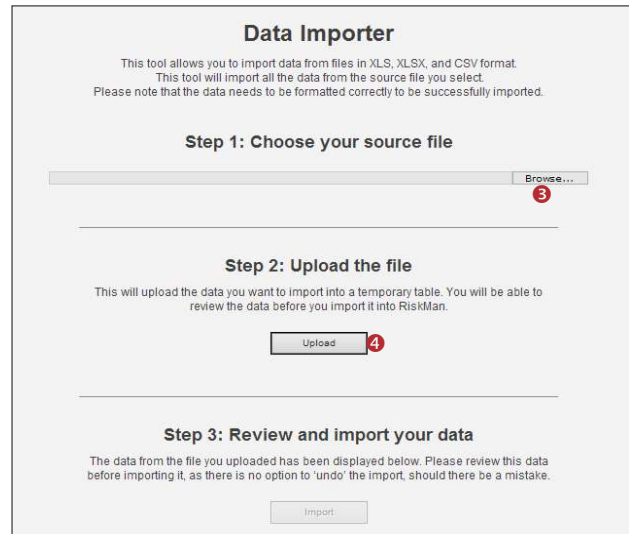 Data Importer
This tool allows you to import data from files in XLS, XLSX, and CSV format.
This tool will import all the data from the source file you select.
Please note that the data needs to be formatted correctly to be successfully imported.
Step 1: Choose your source file
Browse...
3
Step 2: Upload the file
This will upload the data you want to import into a temporary table. You will be able to
review the data before you import it into RiskMan.
Upload
4
Step 3: Review and import your data
The data from the file you uploaded has been displayed below. Please review this data
before importing it, as there is no option to 'undo' the import, should there be a mistake.
Import